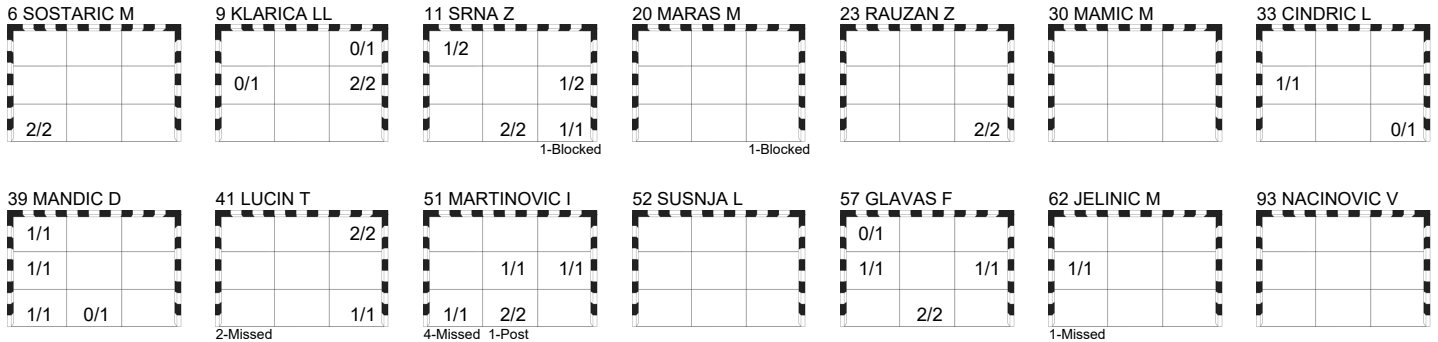 6 SOSTARIC M 9 KLARICA LL 11 SRNA Z 20 MARAS M 23 RAUZAN Z 30 MAMIC M 33 CINDRIC L
0/1 1/2
0/1 2/2 1/2 1/1
2/2 2/2 1/1 2/2 0/1
1-Blocked 1-Blocked
39 MANDIC D 41 LUCIN T 51 MARTINOVIC I 52 SUSNJA L 57 GLAVAS F 62 JELINIC M 93 NACINOVIC V
1/1 2/2 0/1
1/1 1/1 1/1 1/1 1/1 1/1
1/1 0/1 1/1 1/1 2/2 2/2
2-Missed 4-Missed 1-Post 1-Missed